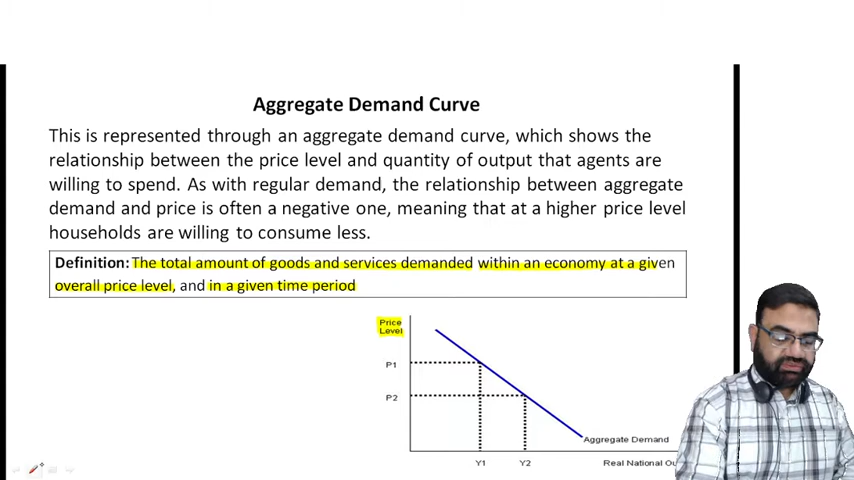 Aggregate Demand Curve
This is represented through an aggregate demand curve, which shows the
relationship between the price level and quantity of output that agents are
willing to spend. As with regular demand, the relationship between aggregate
demand and price is often a negative one, meaning that at a higher price level
households are willing to consume less.
Definition: The total amount of goods and services demanded within an economy at a given
overall price level, and in a given time period
Price
Level
P1
P2
Aggregate Demand
Y1 Y2 Real National Ou